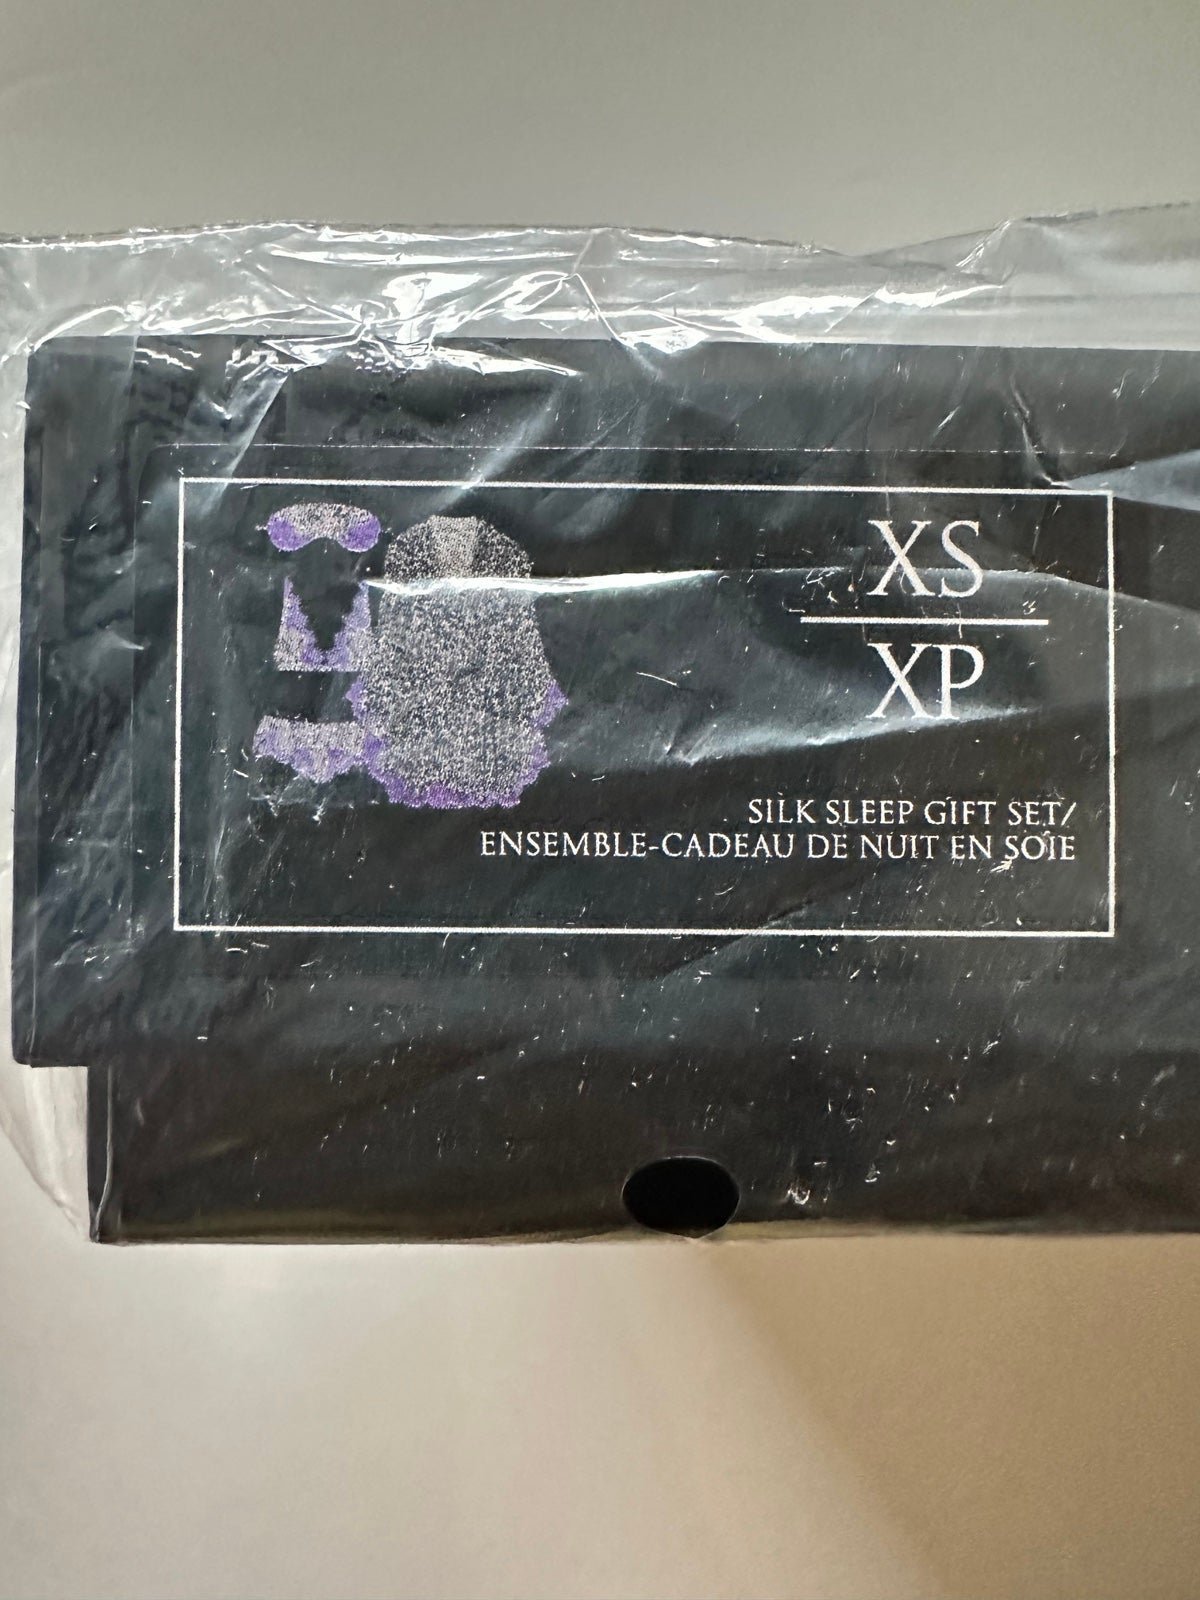 XS
XP
SILK SLEEP GIFT SET/
ENSEMBLE-CADEAU DE NUIT EN SOIE